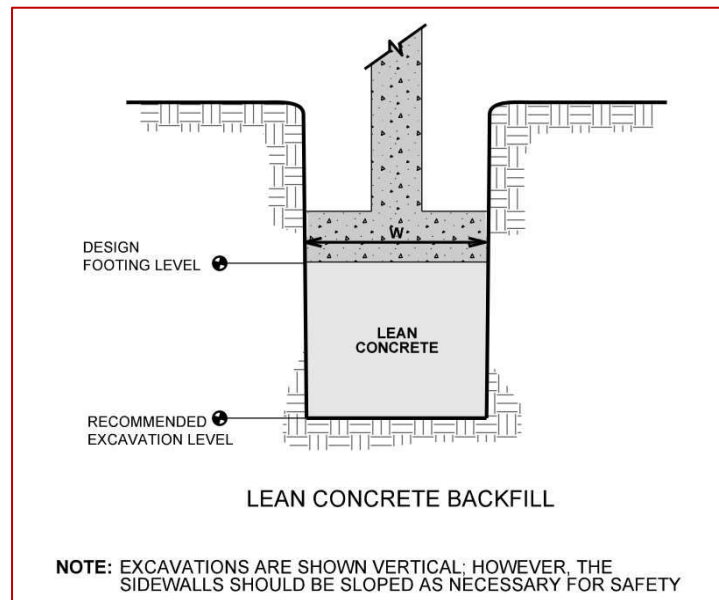 W
DESIGN
FOOTING LEVEL
LEAN
CONCRETE
RECOMMENDED
EXCAVATION LEVEL
LEAN CONCRETE BACKFILL
NOTE: EXCAVATIONS ARE SHOWN VERTICAL; HOWEVER, THE
SIDEWALLS SHOULD BE SLOPED AS NECESSARY FOR SAFETY